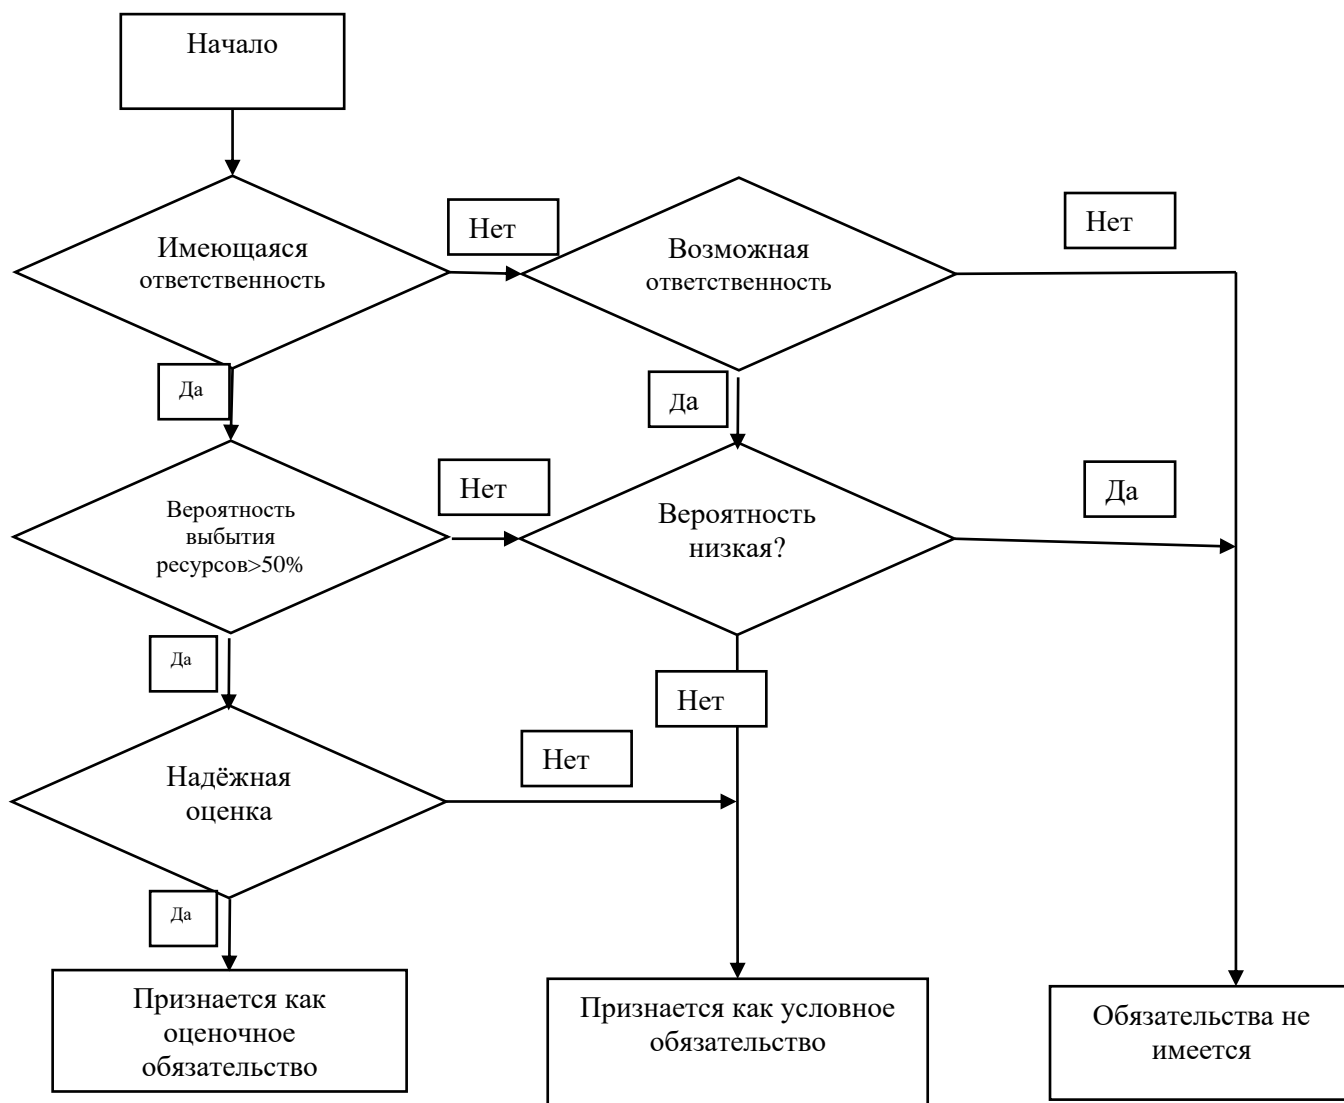 Начало
Нет
Нет
Имеющаяся
ответственность
Возможная
ответственность
Да
Да
Нет
Да
Вероятность
выбытия
ресурсов>50%
Вероятность
низкая?
Да
Нет
Нет
Надёжная
оценка
Да
Признается как
оценочное
обязательство
Признается как условное
обязательство
Обязательства не
имеется